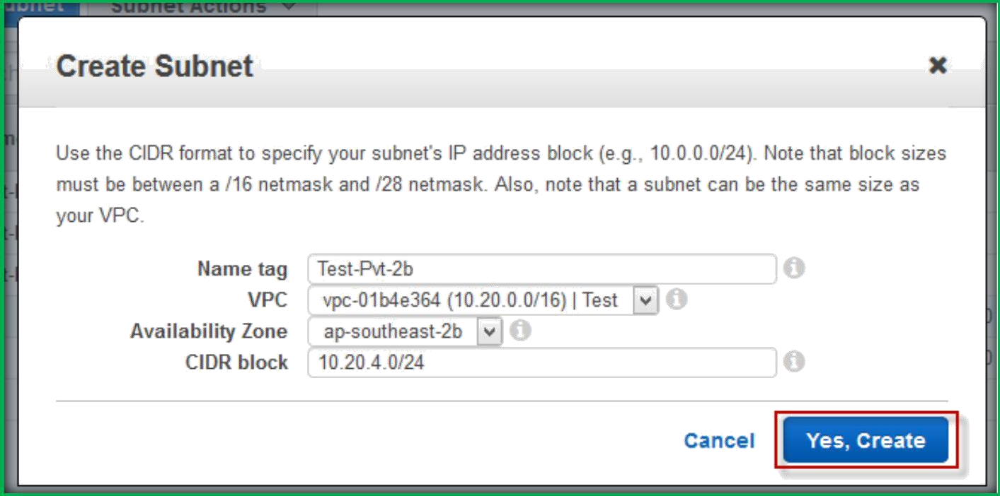 Subnet Actions
Create Subnet
Use the CIDR format to specify your subnet's IP address block (e.g., 10.0.0.0/24). Note that block sizes
must be between a /16 netmask and /28 netmask. Also, note that a subnet can be the same size as
your VPC.
Name tag Test-Pvt-2b
VPC vpc-01b4e364 (10.20.0.0/16) | Test
Availability Zone ap-southeast-2b
CIDR block 10.20.4.0/24
Cancel Yes, Create